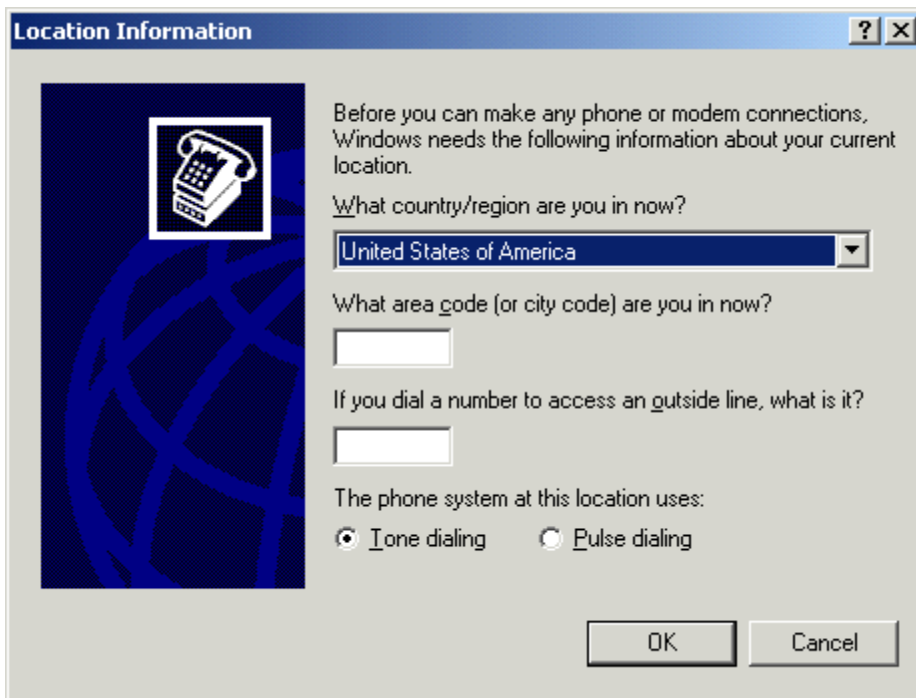 Location Information
Before you can make any phone or modem connections,
Windows needs the following information about your current
location.
What country/region are you in now?
United States of America
What area code (or city code) are you in now?
If you dial a number to access an outside line, what is it?
The phone system at this location uses:
Tone dialing Pulse dialing
OK Cancel